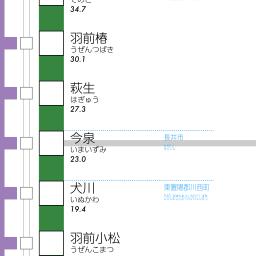 34.7
羽前椿
うぜんつばき
30.1
萩生
はぎゅう
27.3
今泉
いまいずみ
長井市
23.0
犬川
東置賜郡川西町
いぬかわ
19.4
羽前小松
うぜんこまつ